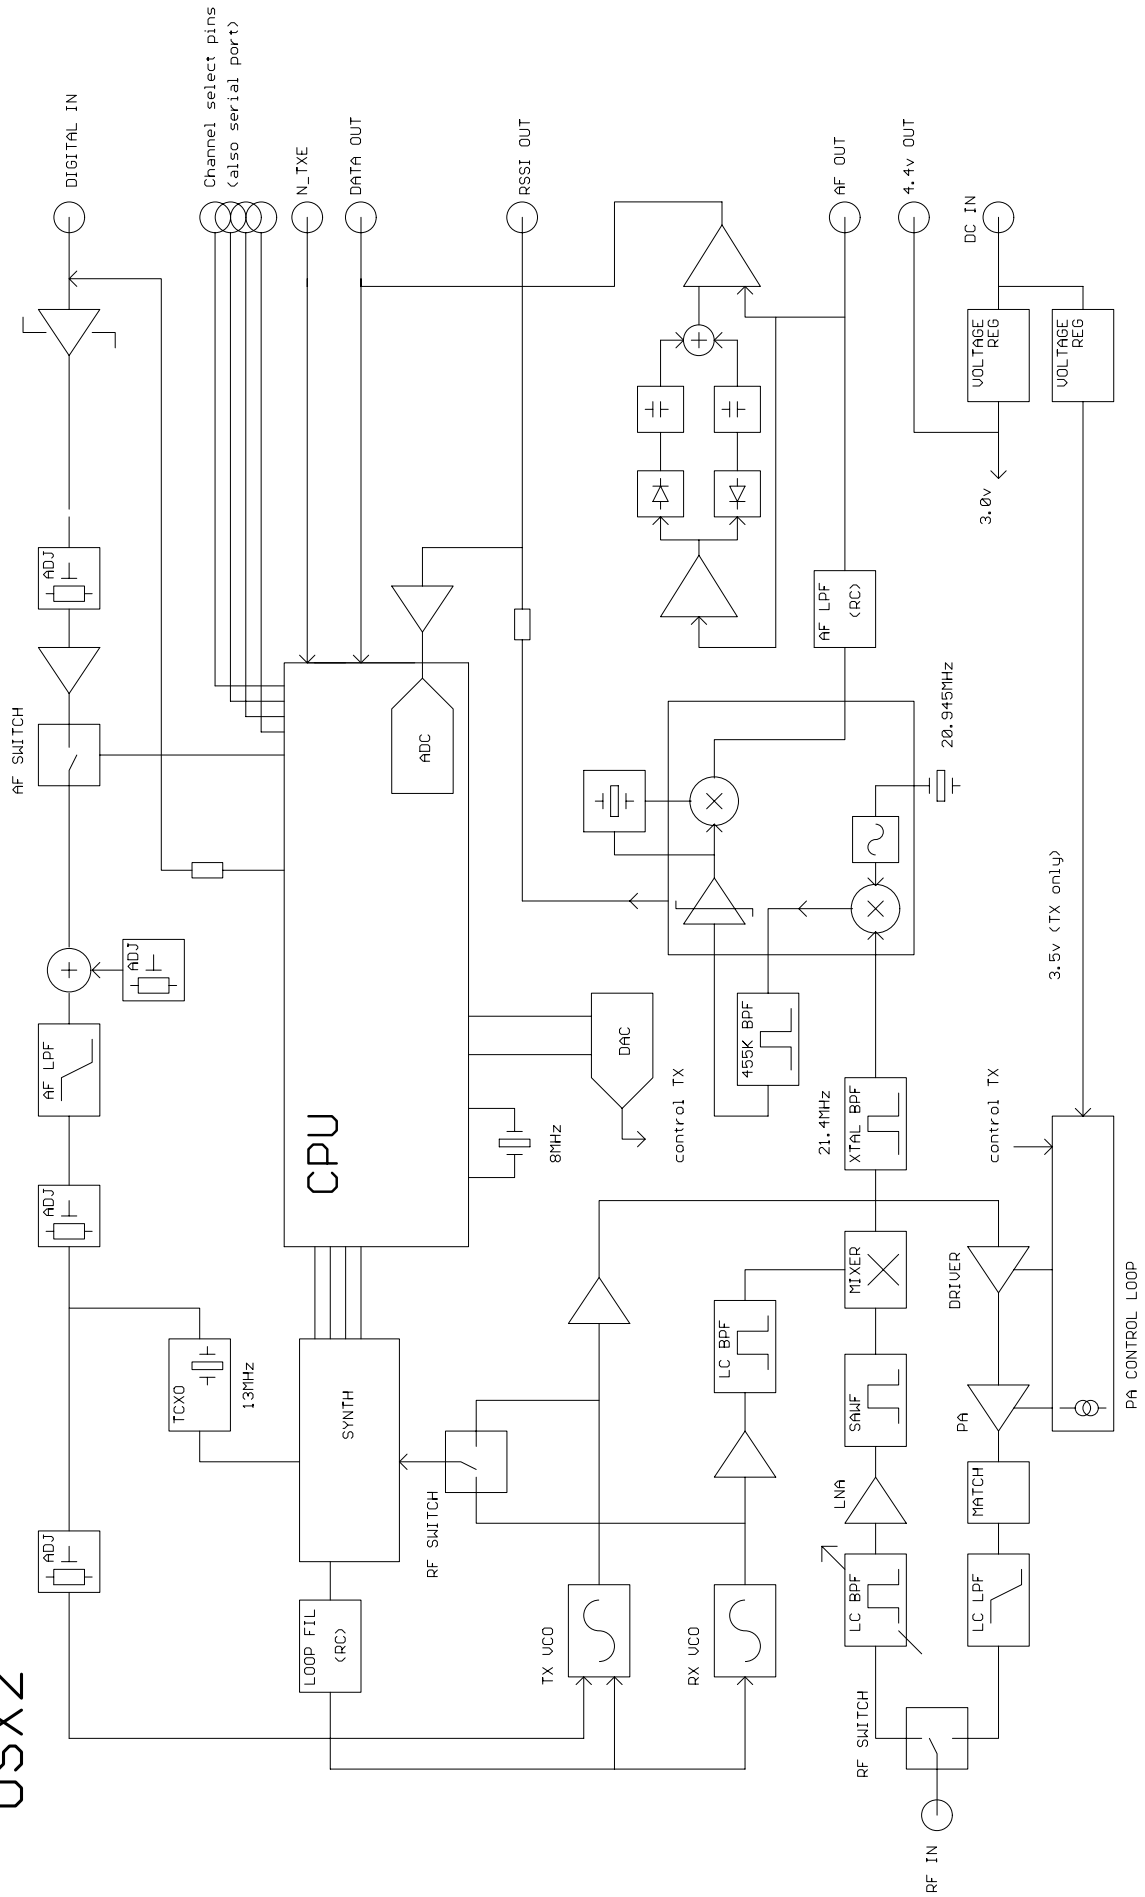 USX2
RF IN
RF SWITCH
LC BPF
LNA
SAWF
MIXER
21.4MHz
XTAL BPF
LC LPF
MATCH
PA
DRIVER
PA CONTROL LOOP
control TX
3.5v (TX only)
RX VCO
TX VCO
LC BPF
RF SWITCH
LOOP FIL
(RC)
SYNTH
TCXO
13MHz
ADJ
ADJ
AF LPF
ADJ
AF SWITCH
ADJ
DIGITAL IN
Channel select pins
(also serial port)
N_TXE
DATA OUT
RSSI OUT
AF OUT
4.4v OUT
DC IN
CPU
8MHz
DAC
control TX
ADC
455K BPF
20.945MHz
AF LPF
(RC)
VOLTAGE
REG
VOLTAGE
REG
3.0v